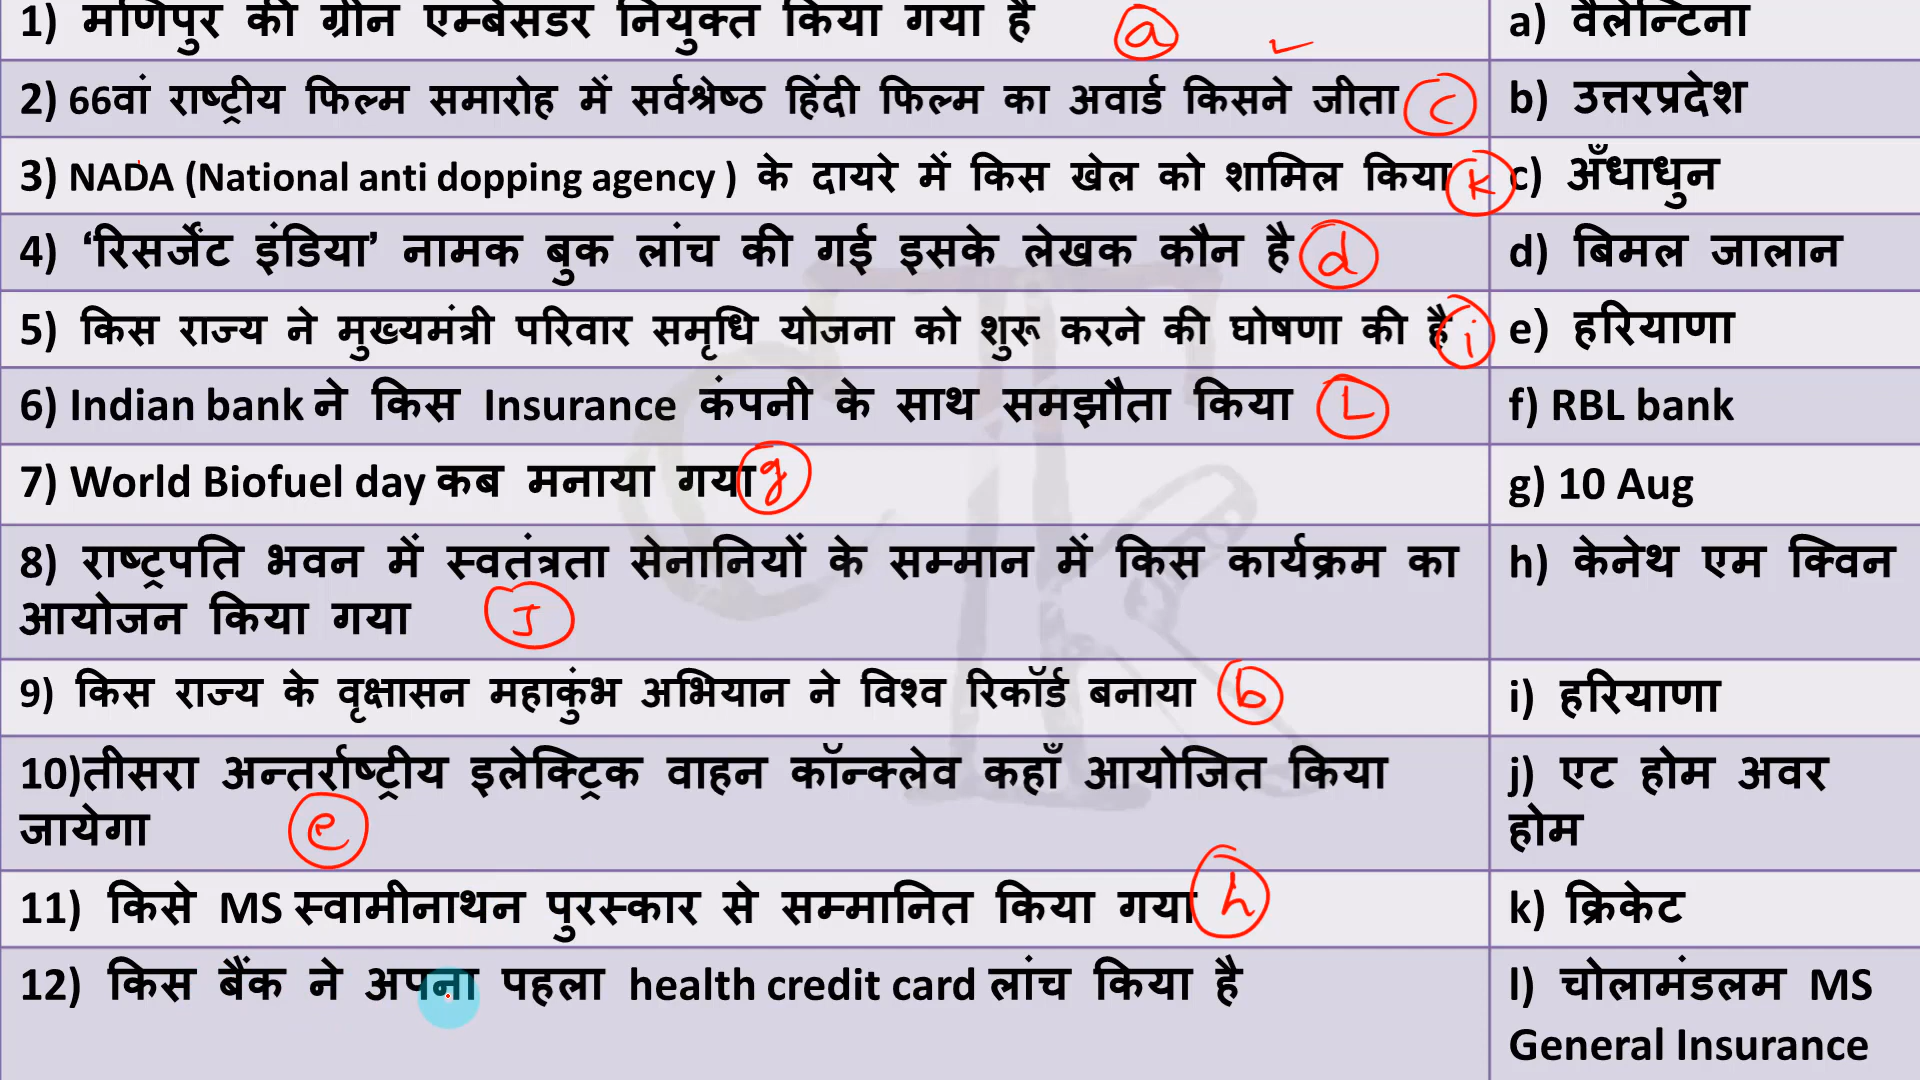 1) मणिपुर की ग्रीन एम्बेसडर नियुक्त किया गया है a
a) वैलेन्टिना
2) 66वां राष्ट्रीय फिल्म समारोह में सर्वश्रेष्ठ हिंदी फिल्म का अवार्ड किसने जीता C
b) उत्तरप्रदेश
3) NADA (National anti dopping agency ) के दायरे में किस खेल को शामिल किया K
c) अँधाधुन
4) ‘रिसर्जेंट इंडिया’ नामक बुक लांच की गई इसके लेखक कौन है d
d) बिमल जालान
5) किस राज्य ने मुख्यमंत्री परिवार समृधि योजना को शुरू करने की घोषणा की है i
e) हरियाणा
6) Indian bank ने किस Insurance कंपनी के साथ समझौता किया L
f) RBL bank
7) World Biofuel day कब मनाया गया g
g) 10 Aug
8) राष्ट्रपति भवन में स्वतंत्रता सेनानियों के सम्मान में किस कार्यक्रम का
आयोजन किया गया J
h) केनेथ एम क्विन
9) किस राज्य के वृक्षासन महाकुंभ अभियान ने विश्व रिकॉर्ड बनाया b
i) हरियाणा
10)तीसरा अन्तर्राष्ट्रीय इलेक्ट्रिक वाहन कॉन्क्लेव कहाँ आयोजित किया
जायेगा e
j) एट होम अवर
होम
11) किसे MS स्वामीनाथन पुरस्कार से सम्मानित किया गया h
k) क्रिकेट
12) किस बैंक ने अपना पहला health credit card लांच किया है
l) चोलामंडलम MS
General Insurance